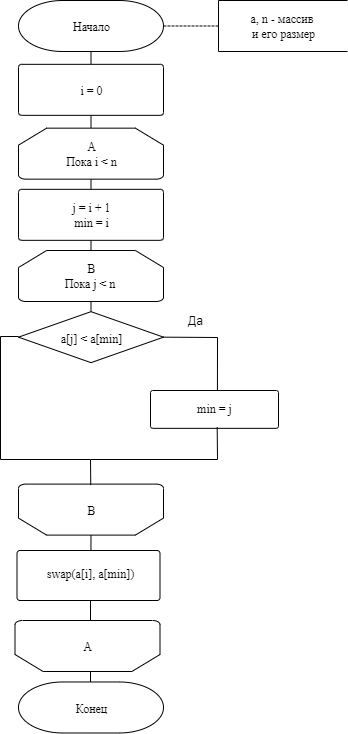 Начало
a, n - массив
и его размер
i = 0
A
Пока i < n
j = i + 1
min = i
B
Пока j < n
a[j] < a[min]
Да
min = j
B
swap(a[i], a[min])
A
Конец